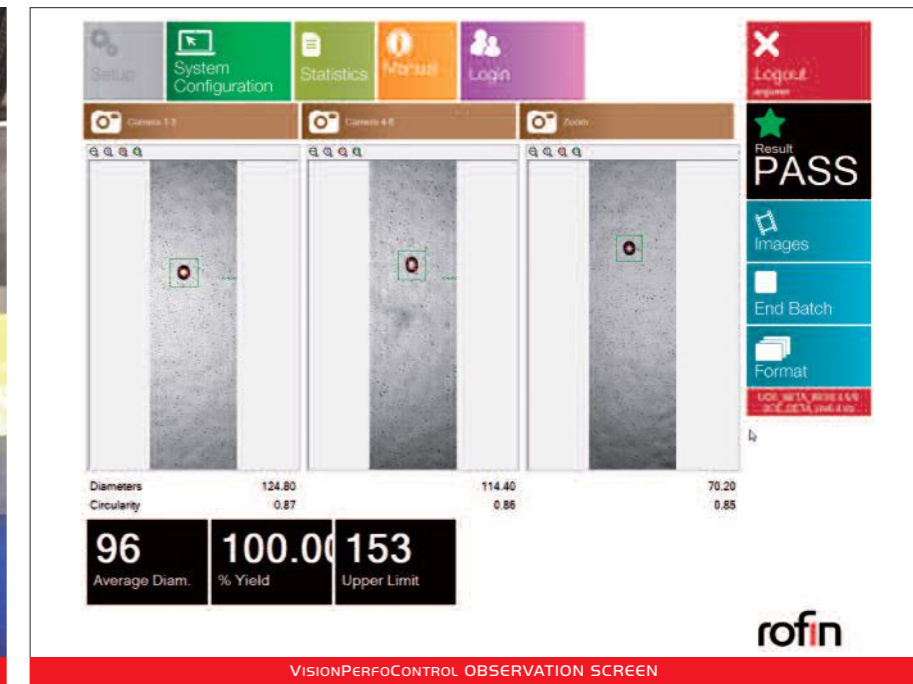 Setup
System
Configuration
Statistics
Manual
Login
Logout
engineer
Camera 1-3
Camera 4-6
Zoom
Result
PASS
Images
End Batch
Format
Diameters 124.80 114.40 70.20
Circularity 0.87 0.86 0.85
96
Average Diam.
100.00
% Yield
153
Upper Limit
rofin
VISIONPERFOCONTROL OBSERVATION SCREEN